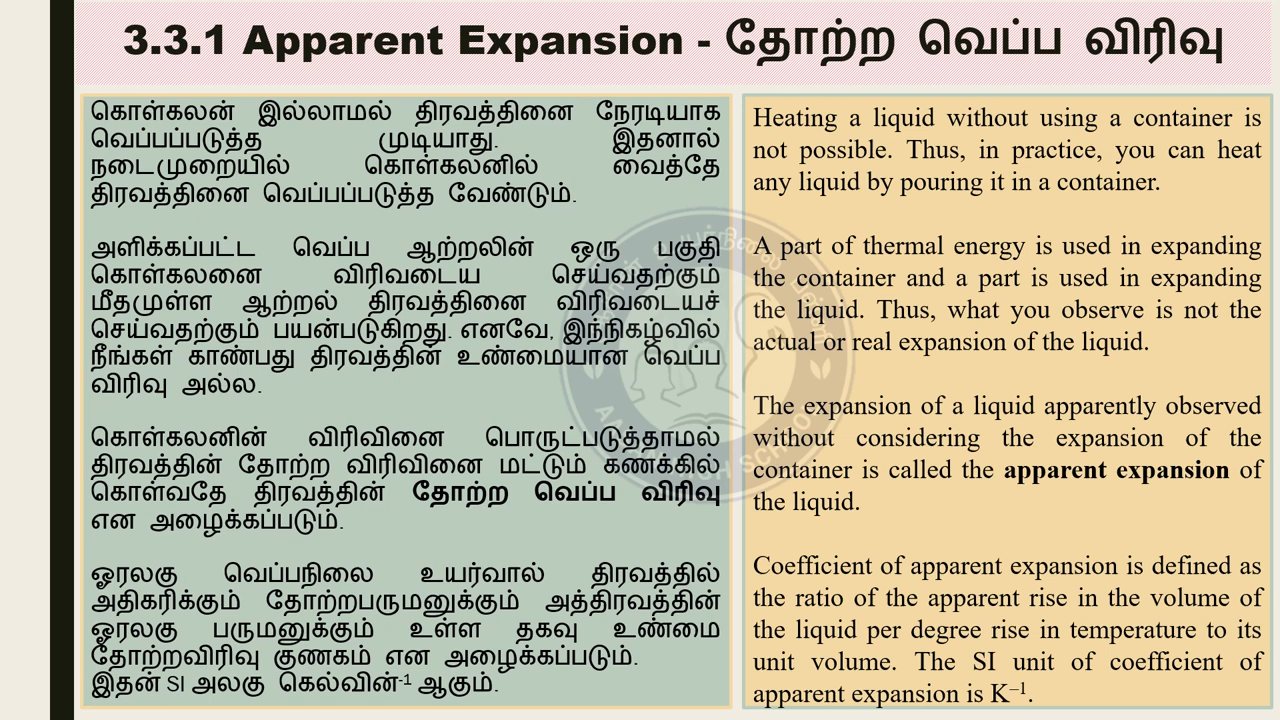 3.3.1 Apparent Expansion - தோற்ற வெப்ப விரிவு
கொள்கலன் இல்லாமல் திரவத்தினை நேரடியாக
வெப்பப்படுத்த முடியாது. இதனால்
நடைமுறையில் கொள்கலனில் வைத்தே
திரவத்தினை வெப்பப்படுத்த வேண்டும்.
அளிக்கப்பட்ட வெப்ப ஆற்றலின் ஒரு பகுதி
கொள்கலனை விரிவடைய செய்வதற்கும்
மீதமுள்ள ஆற்றல் திரவத்தினை விரிவடையச்
செய்வதற்கும் பயன்படுகிறது. எனவே, இந்நிகழ்வில்
நீங்கள் காண்பது திரவத்தின் உண்மையான வெப்ப
விரிவு அல்ல.
கொள்கலனின் விரிவினை பொருட்படுத்தாமல்
திரவத்தின் தோற்ற விரிவினை மட்டும் கணக்கில்
கொள்வதே திரவத்தின் தோற்ற வெப்ப விரிவு
என அழைக்கப்படும்.
ஓரலகு வெப்பநிலை உயர்வால் திரவத்தில்
அதிகரிக்கும் தோற்றபருமனுக்கும் அத்திரவத்தின்
ஓரலகு பருமனுக்கும் உள்ள தகவு உண்மை
தோற்றவிரிவு குணகம் என அழைக்கப்படும்.
இதன் SI அலகு கெல்வின்⁻¹ ஆகும்.
Heating a liquid without using a container is
not possible. Thus, in practice, you can heat
any liquid by pouring it in a container.
A part of thermal energy is used in expanding
the container and a part is used in expanding
the liquid. Thus, what you observe is not the
actual or real expansion of the liquid.
The expansion of a liquid apparently observed
without considering the expansion of the
container is called the apparent expansion of
the liquid.
Coefficient of apparent expansion is defined as
the ratio of the apparent rise in the volume of
the liquid per degree rise in temperature to its
unit volume. The SI unit of coefficient of
apparent expansion is K⁻¹.